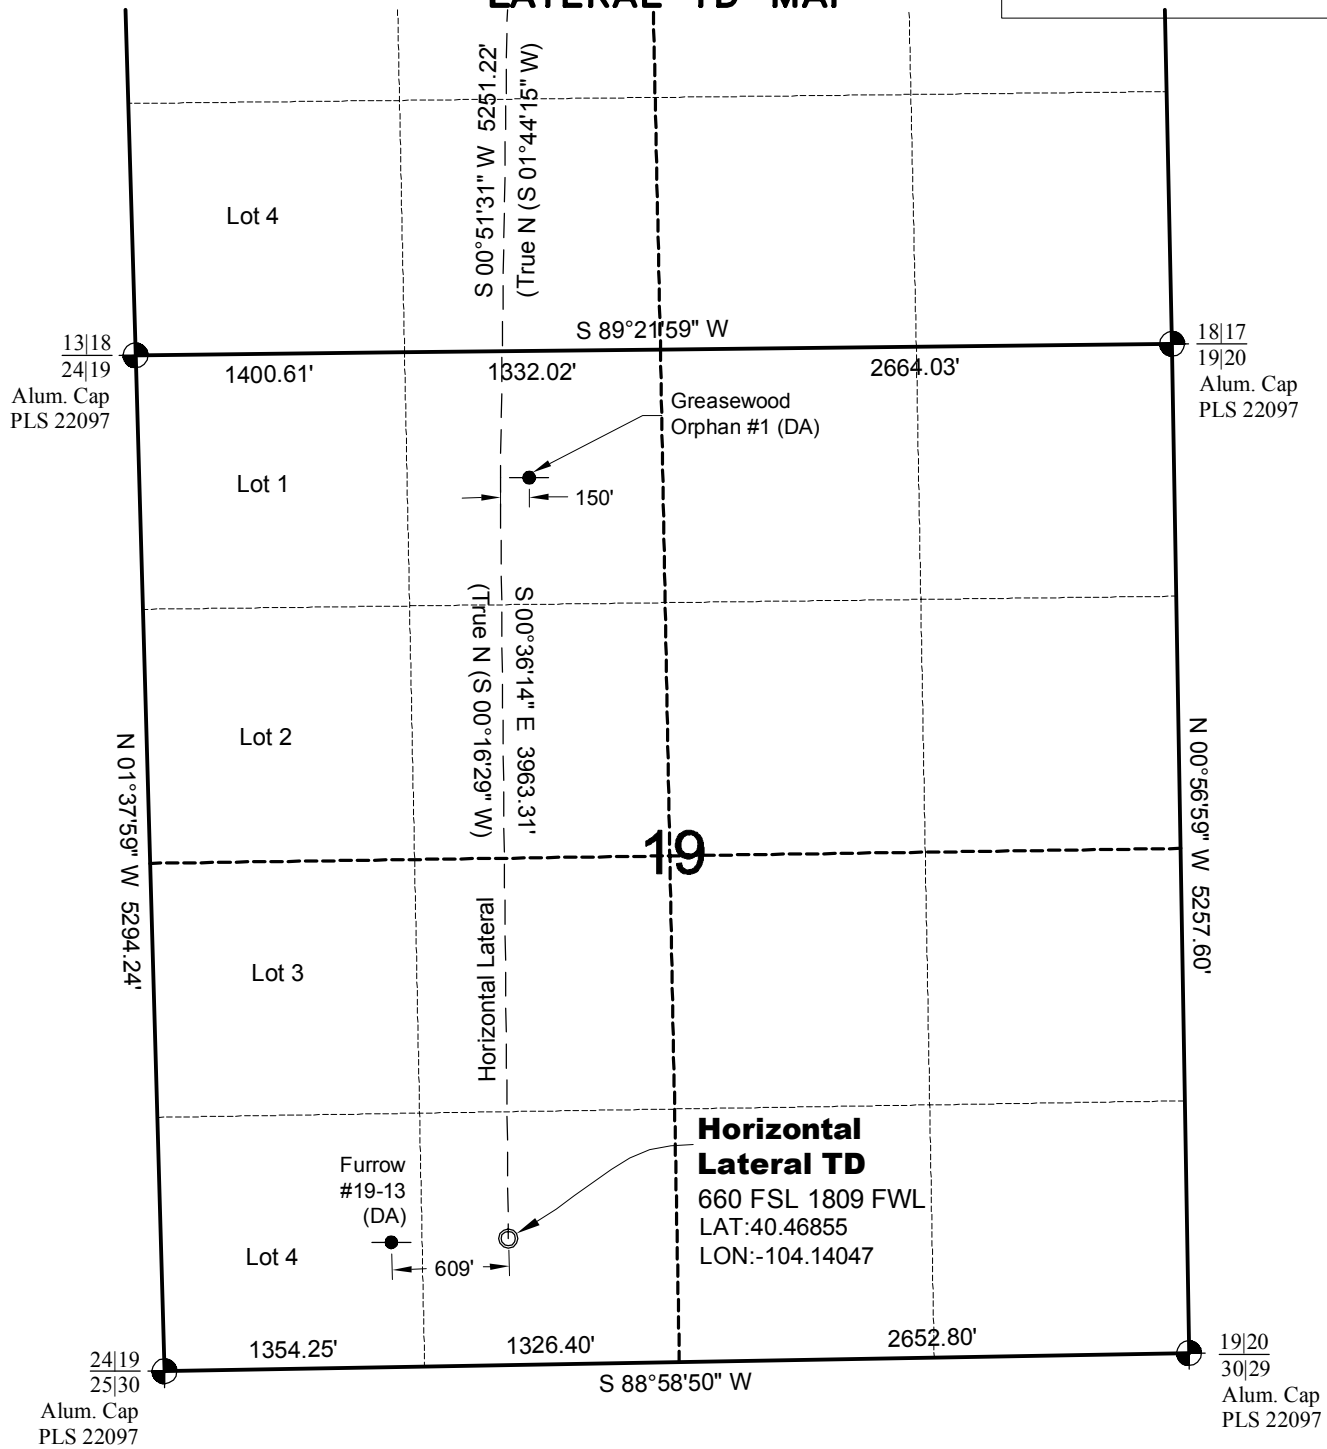 LATERAL TD MAP
S 00°51'31" W 5251.22'
(True N (S 01°44'15" W)
Lot 4
S 89°21'59" W
13|18
24|19
Alum. Cap
PLS 22097
18|17
19|20
Alum. Cap
PLS 22097
1400.61'
1332.02'
2664.03'
Greasewood
Orphan #1 (DA)
Lot 1
150'
S 00°36'14" E 3963.31'
(True N (S 00°16'29" W)
Lot 2
N 01°37'59" W 5294.24'
N 00°56'59" W 5257.60'
19
Horizontal Lateral
Lot 3
Horizontal
Lateral TD
660 FSL 1809 FWL
LAT:40.46855
LON:-104.14047
Furrow
#19-13
(DA)
Lot 4
609'
1354.25'
1326.40'
2652.80'
S 88°58'50" W
24|19
25|30
Alum. Cap
PLS 22097
19|20
30|29
Alum. Cap
PLS 22097